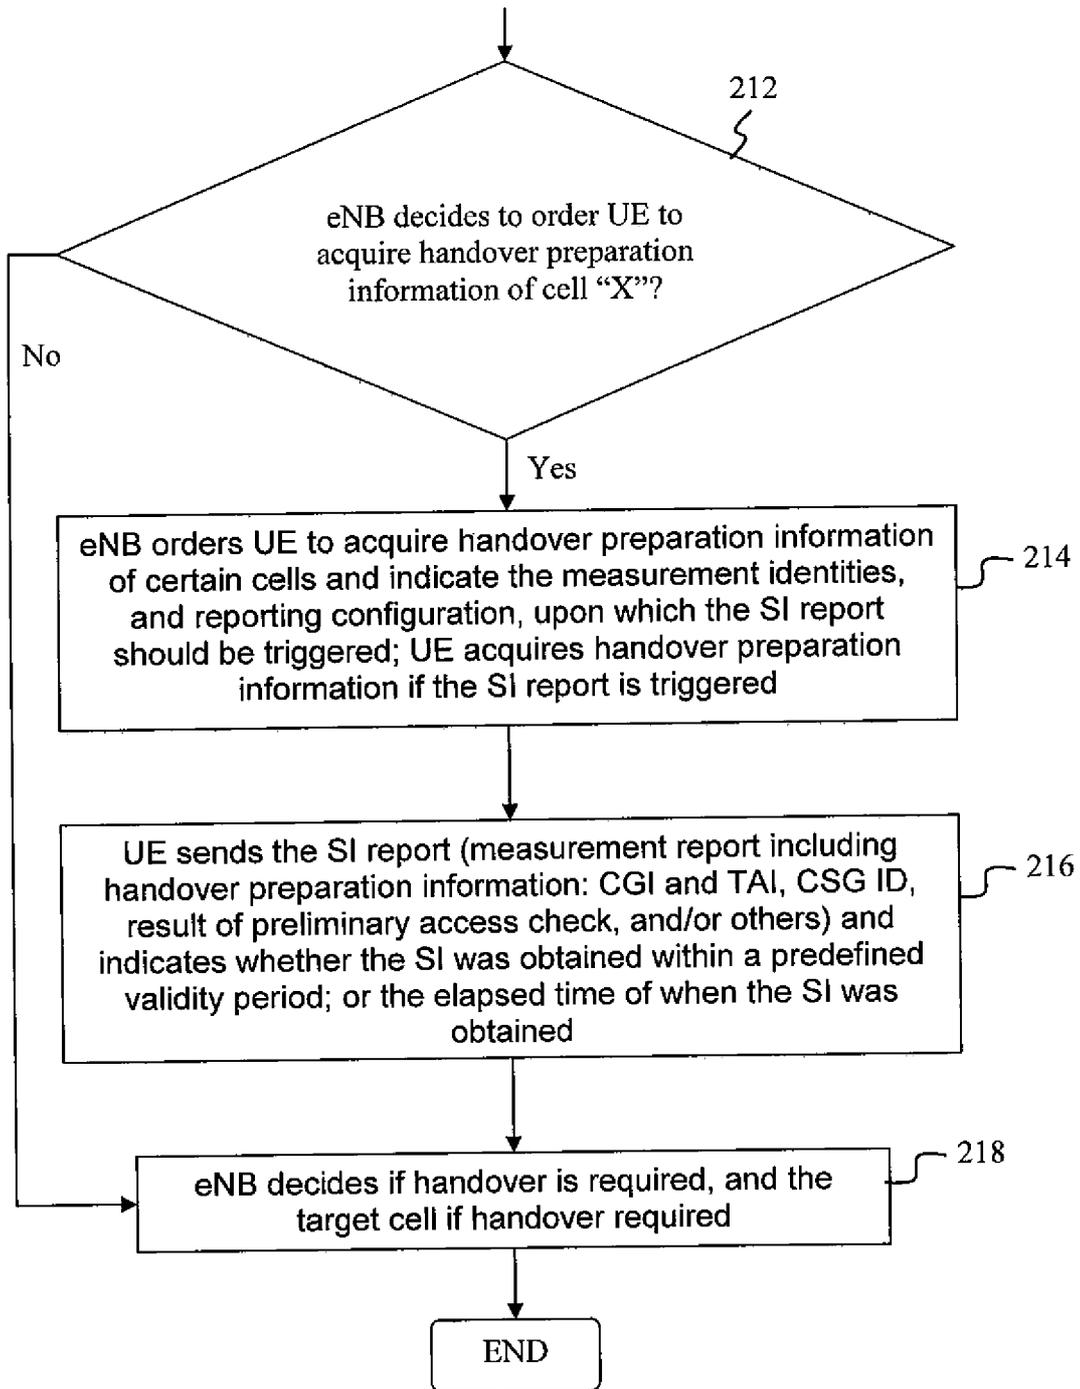 212
eNB decides to order UE to
acquire handover preparation
information of cell “X”?
No
Yes
eNB orders UE to acquire handover preparation information
of certain cells and indicate the measurement identities,
and reporting configuration, upon which the SI report
should be triggered; UE acquires handover preparation
information if the SI report is triggered
214
UE sends the SI report (measurement report including
handover preparation information: CGI and TAI, CSG ID,
result of preliminary access check, and/or others) and
indicates whether the SI was obtained within a predefined
validity period; or the elapsed time of when the SI was
obtained
216
eNB decides if handover is required, and the
target cell if handover required
218
END